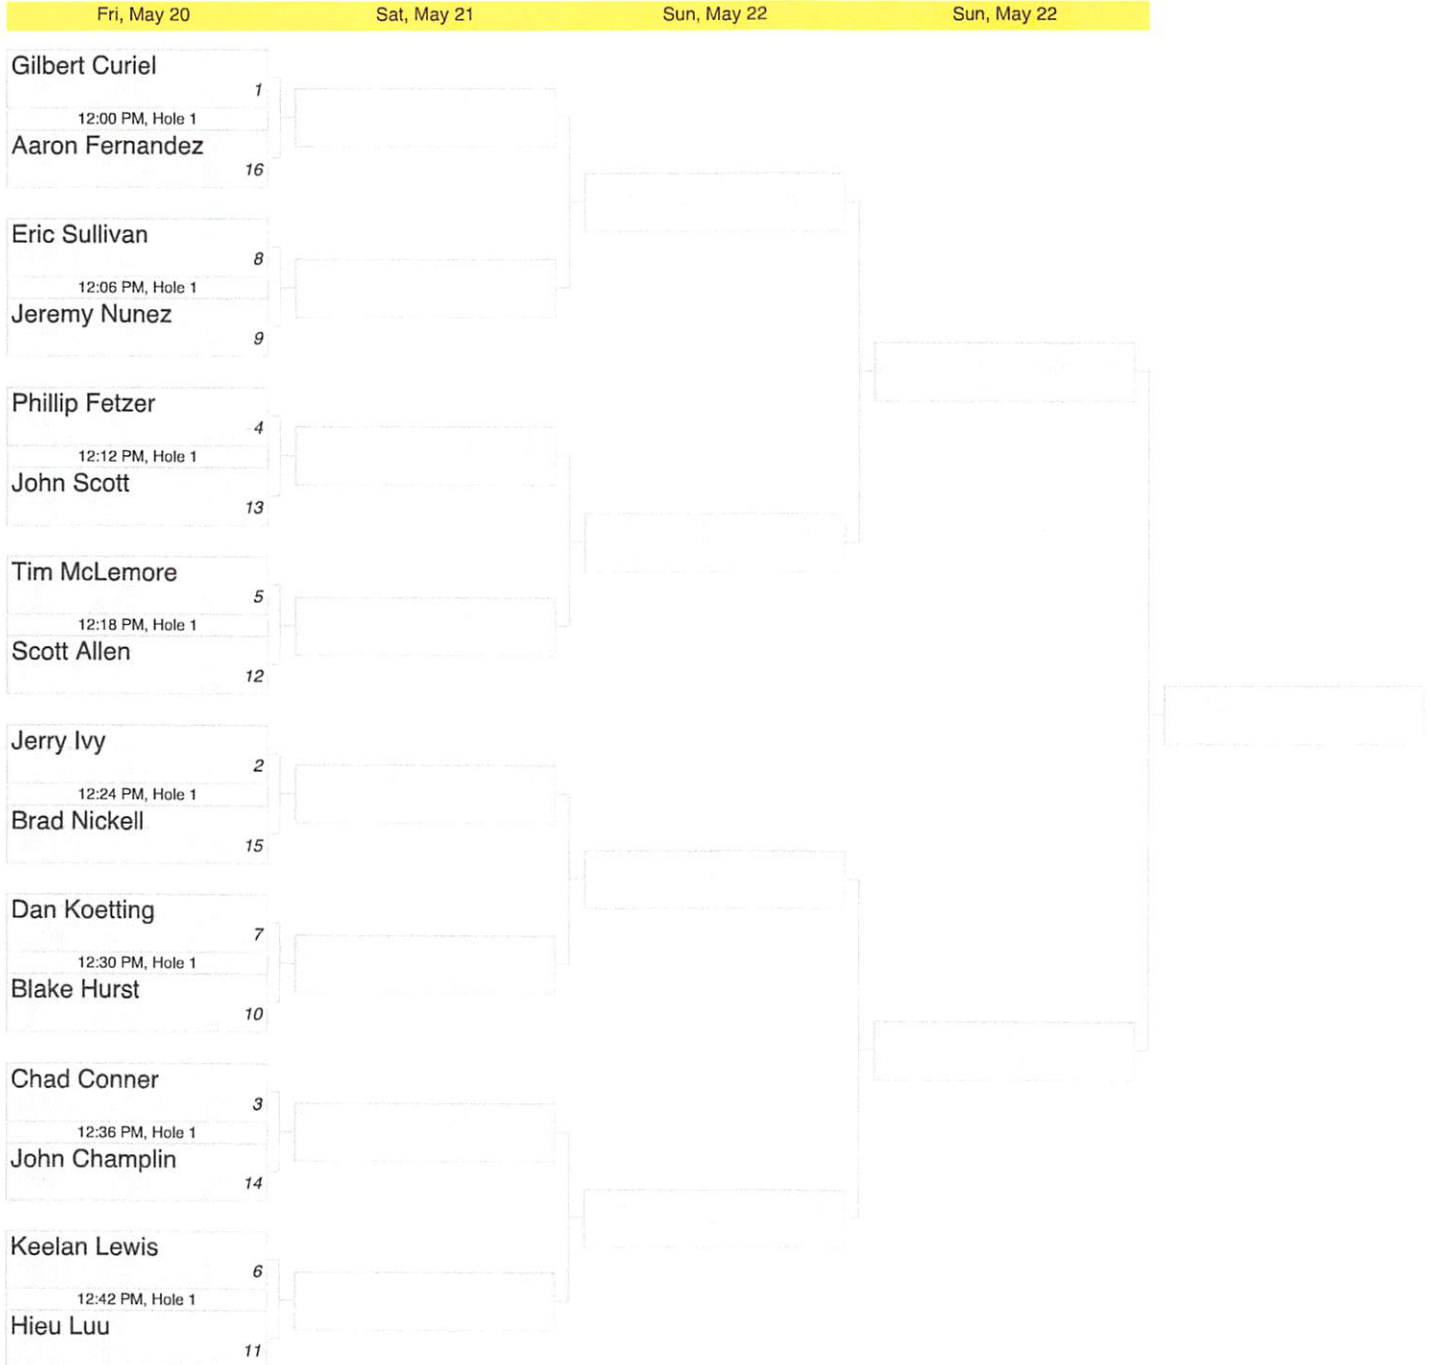 Fri, May 20 Sat, May 21 Sun, May 22 Sun, May 22
Gilbert Curiel
1
12:00 PM, Hole 1
Aaron Fernandez
16
Eric Sullivan
8
12:06 PM, Hole 1
Jeremy Nunez
9
Phillip Fetzer
4
12:12 PM, Hole 1
John Scott
13
Tim McLemore
5
12:18 PM, Hole 1
Scott Allen
12
Jerry Ivy
2
12:24 PM, Hole 1
Brad Nickell
15
Dan Koetting
7
12:30 PM, Hole 1
Blake Hurst
10
Chad Conner
3
12:36 PM, Hole 1
John Champlin
14
Keelan Lewis
6
12:42 PM, Hole 1
Hieu Luu
11